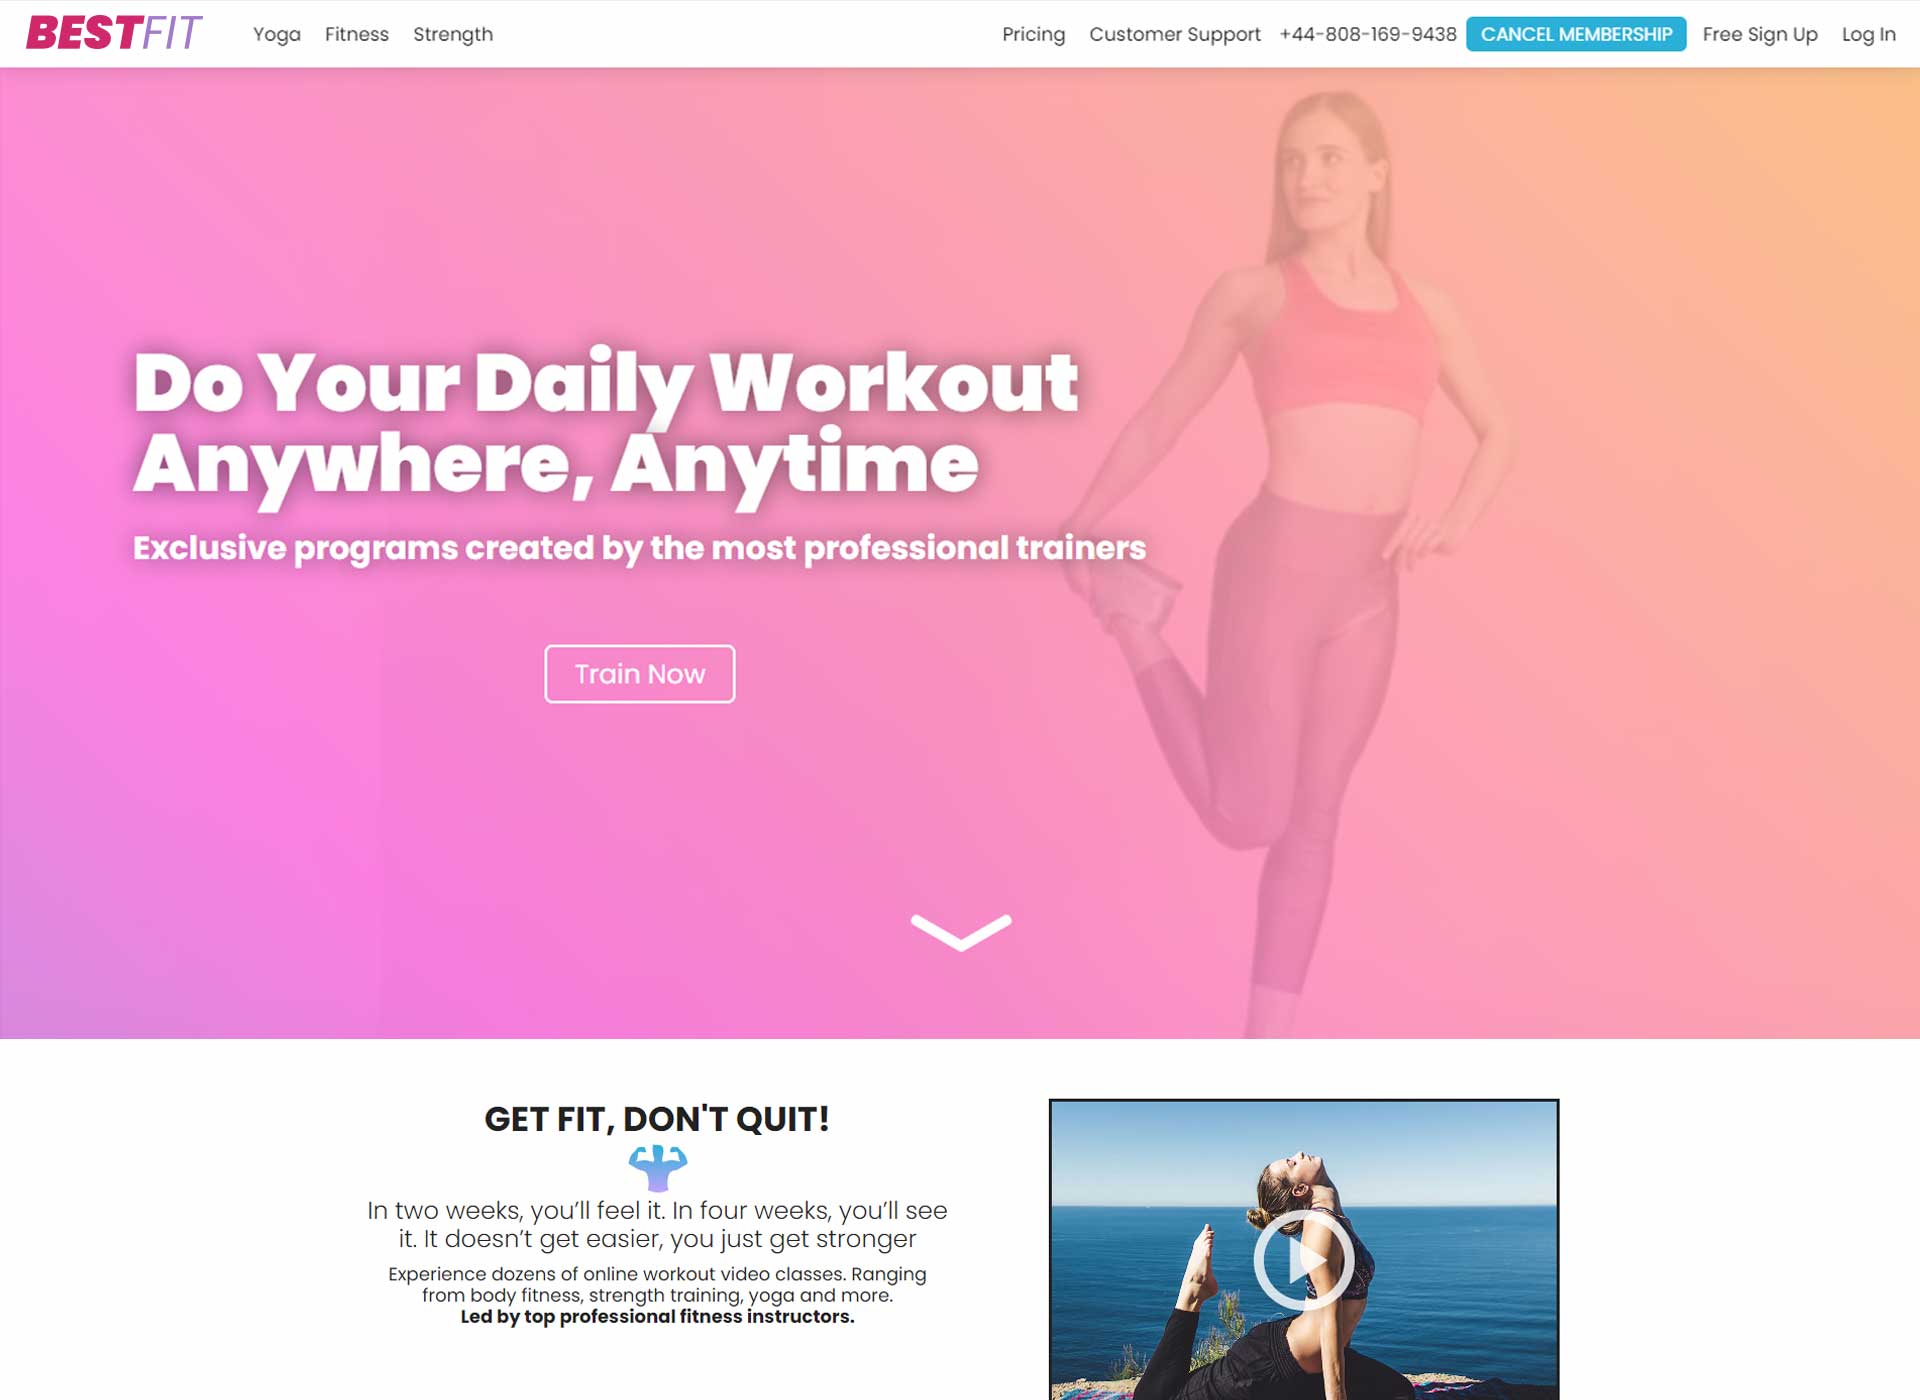 BESTFIT Yoga Fitness Strength Pricing Customer Support +44-808-169-9438 CANCEL MEMBERSHIP Free Sign Up Log In
Do Your Daily Workout
Anywhere, Anytime
Exclusive programs created by the most professional trainers
Train Now
GET FIT, DON'T QUIT!
In two weeks, you’ll feel it. In four weeks, you’ll see
it. It doesn’t get easier, you just get stronger
Experience dozens of online workout video classes. Ranging
from body fitness, strength training, yoga and more.
Led by top professional fitness instructors.